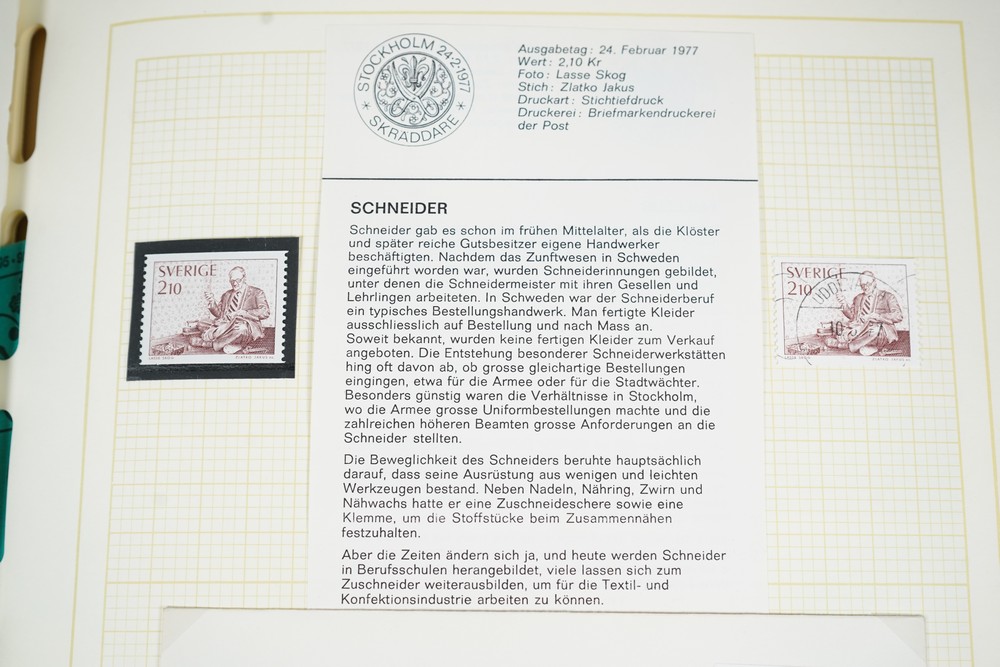 STOCKHOLM 24·2·1977
* SKRÄDDARE *
Ausgabetag: 24. Februar 1977
Wert: 2,10 Kr
Foto: Lasse Skog
Stich: Zlatko Jakus
Druckart: Stichtiefdruck
Druckerei: Briefmarkendruckerei
der Post
SVERIGE
210
SCHNEIDER
Schneider gab es schon im frühen Mittelalter, als die Klöster
und später reiche Gutsbesitzer eigene Handwerker
beschäftigten. Nachdem das Zunftwesen in Schweden
eingeführt worden war, wurden Schneiderinnungen gebildet,
unter denen die Schneidermeister mit ihren Gesellen und
Lehrlingen arbeiteten. In Schweden war der Schneiderberuf
ein typisches Bestellungshandwerk. Man fertigte Kleider
ausschliesslich auf Bestellung und nach Mass an.
Soweit bekannt, wurden keine fertigen Kleider zum Verkauf
angeboten. Die Entstehung besonderer Schneiderwerkstätten
hing oft davon ab, ob grosse gleichartige Bestellungen
eingingen, etwa für die Armee oder für die Stadtwächter.
Besonders günstig waren die Verhältnisse in Stockholm,
wo die Armee grosse Uniformbestellungen machte und die
zahlreichen höheren Beamten grosse Anforderungen an die
Schneider stellten.
Die Beweglichkeit des Schneiders beruhte hauptsächlich
darauf, dass seine Ausrüstung aus wenigen und leichten
Werkzeugen bestand. Neben Nadeln, Nähring, Zwirn und
Nähwachs hatte er eine Zuschneideschere sowie eine
Klemme, um die Stoffstücke beim Zusammennähen
festzuhalten.
Aber die Zeiten ändern sich ja, und heute werden Schneider
in Berufsschulen herangebildet, viele lassen sich zum
Zuschneider weiterausbilden, um für die Textil- und
Konfektionsindustrie arbeiten zu können.
SVERIGE
210